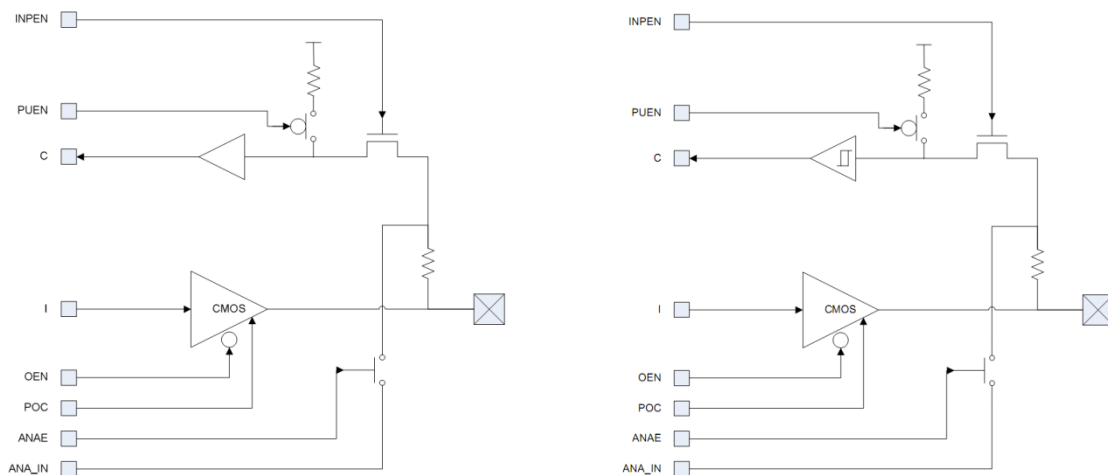 INPEN
PUEN
C
I
CMOS
OEN
POC
ANAE
ANA_IN
INPEN
PUEN
C
I
CMOS
OEN
POC
ANAE
ANA_IN